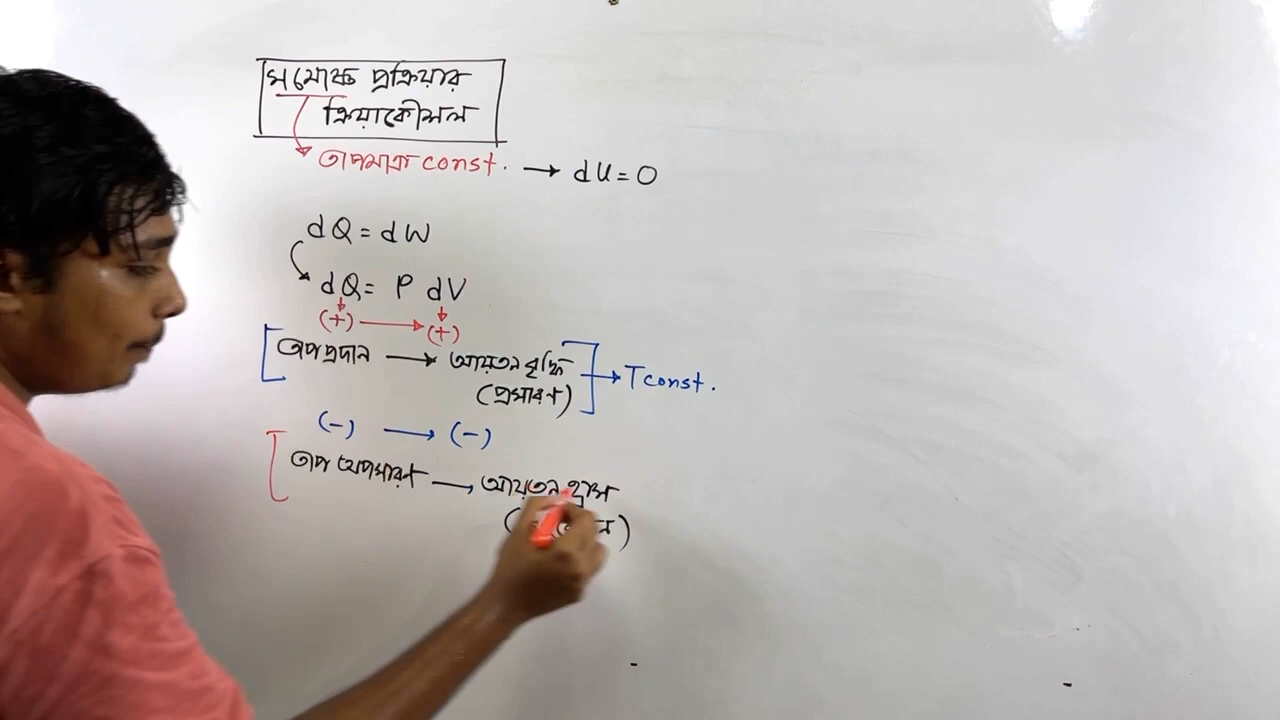 সমোষ্ণ প্রক্রিয়ার
ক্রিয়াকৌশল
তাপমাত্রা const. → dU = 0
dQ = dW
dQ = P dV
(+) → (+)
তাপ প্রদান → আয়তন বৃদ্ধি
(প্রসারণ) → T const.
(-) → (-)
তাপ অপসারণ → আয়তন হ্রাস